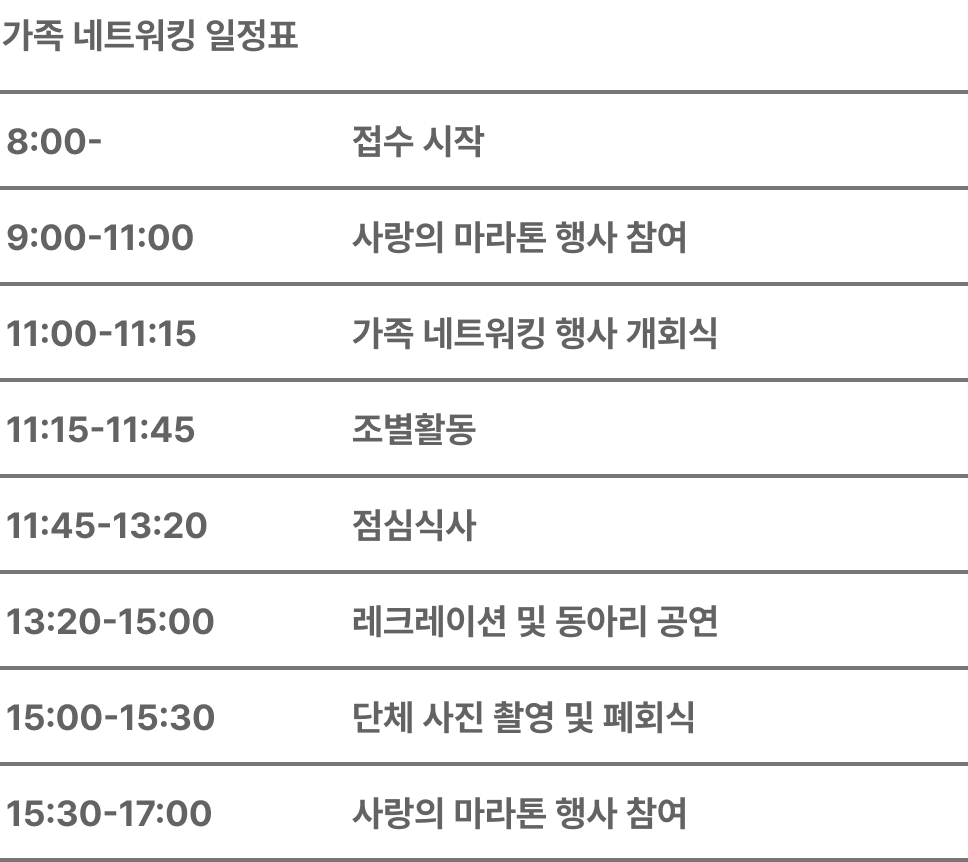 가족 네트워킹 일정표
8:00- 접수 시작
9:00-11:00 사랑의 마라톤 행사 참여
11:00-11:15 가족 네트워킹 행사 개회식
11:15-11:45 조별활동
11:45-13:20 점심식사
13:20-15:00 레크레이션 및 동아리 공연
15:00-15:30 단체 사진 촬영 및 폐회식
15:30-17:00 사랑의 마라톤 행사 참여